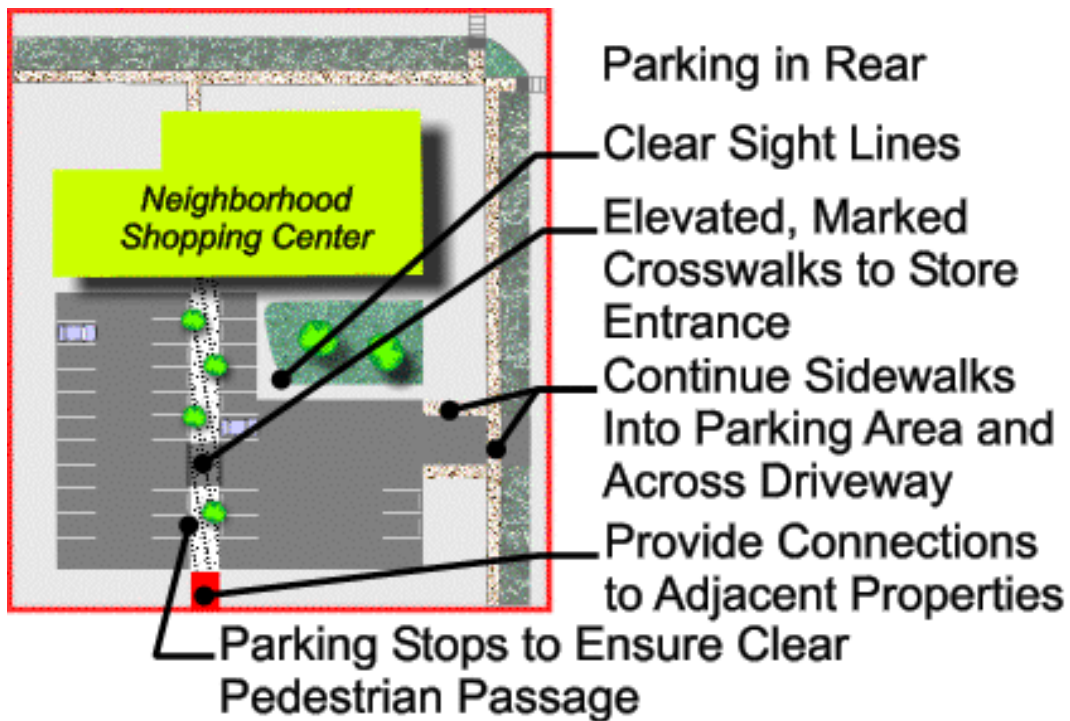 Parking in Rear
Clear Sight Lines
Neighborhood
Shopping Center
Elevated, Marked
Crosswalks to Store
Entrance
Continue Sidewalks
Into Parking Area and
Across Driveway
Provide Connections
to Adjacent Properties
Parking Stops to Ensure Clear
Pedestrian Passage